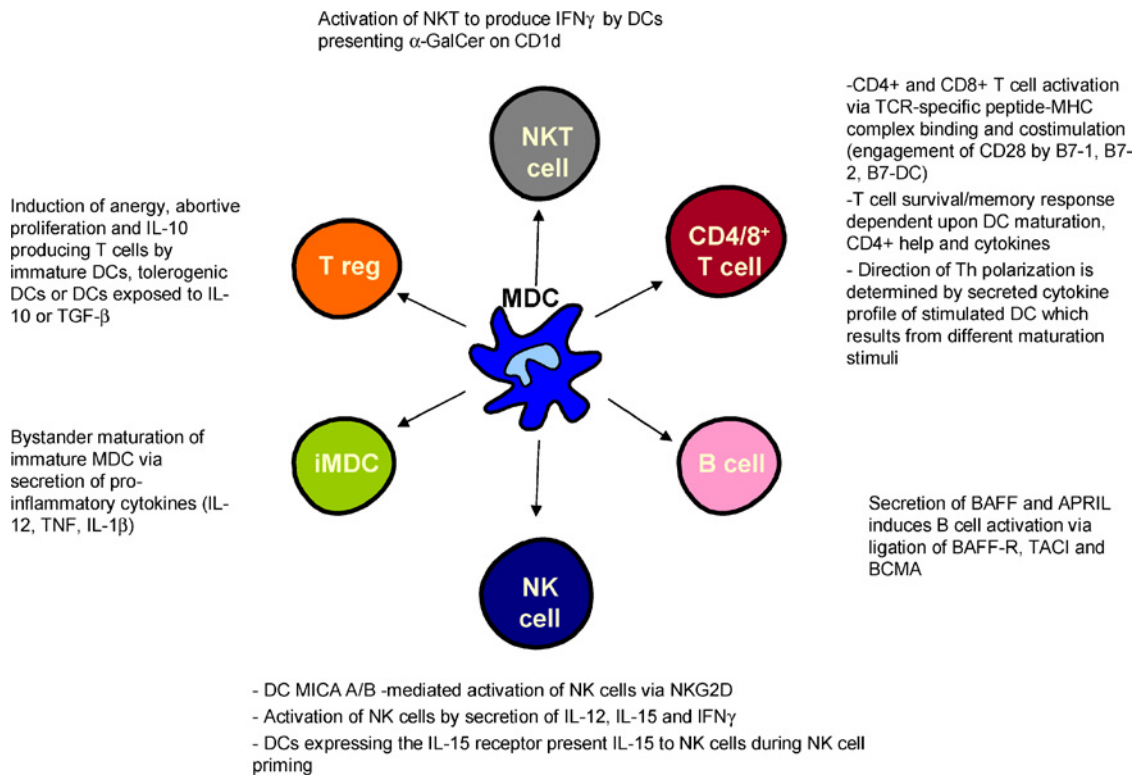 Activation of NKT to produce IFNγ by DCs
presenting α-GalCer on CD1d
NKT
cell
-CD4+ and CD8+ T cell activation
via TCR-specific peptide-MHC
complex binding and costimulation
(engagement of CD28 by B7-1, B7-
2, B7-DC)
-T cell survival/memory response
dependent upon DC maturation,
CD4+ help and cytokines
- Direction of Th polarization is
determined by secreted cytokine
profile of stimulated DC which
results from different maturation
stimuli
CD4/8+
T cell
Induction of anergy, abortive
proliferation and IL-10
producing T cells by
immature DCs, tolerogenic
DCs or DCs exposed to IL-
10 or TGF-β
T reg
MDC
Bystander maturation of
immature MDC via
secretion of pro-
inflammatory cytokines (IL-
12, TNF, IL-1β)
iMDC
B cell
Secretion of BAFF and APRIL
induces B cell activation via
ligation of BAFF-R, TACI and
BCMA
NK
cell
- DC MICA A/B -mediated activation of NK cells via NKG2D
- Activation of NK cells by secretion of IL-12, IL-15 and IFNγ
- DCs expressing the IL-15 receptor present IL-15 to NK cells during NK cell
priming